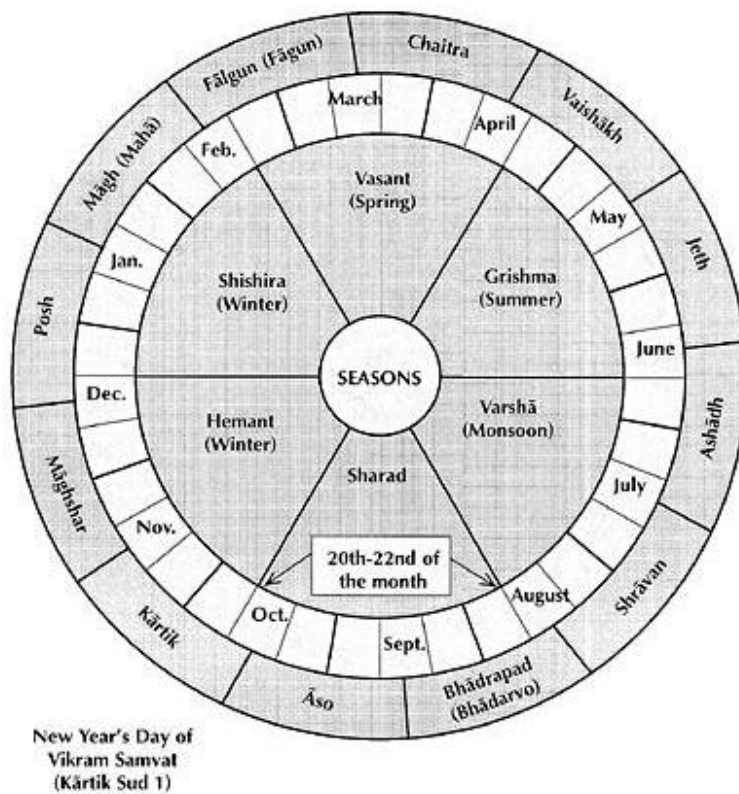 Chaitra
Vaishākh
Jeth
Ashādh
Shrāvan
Bhādrapad
(Bhādarvo)
Āso
Kārtik
Māghshar
Posh
Māgh (Mahā)
Fālgun (Fāgun)
March
April
May
June
July
August
Sept.
Oct.
Nov.
Dec.
Jan.
Feb.
Vasant
(Spring)
Grishma
(Summer)
Varshā
(Monsoon)
Sharad
Hemant
(Winter)
Shishira
(Winter)
SEASONS
20th-22nd of
the month
New Year's Day of
Vikram Samvat
(Kārtik Sud 1)